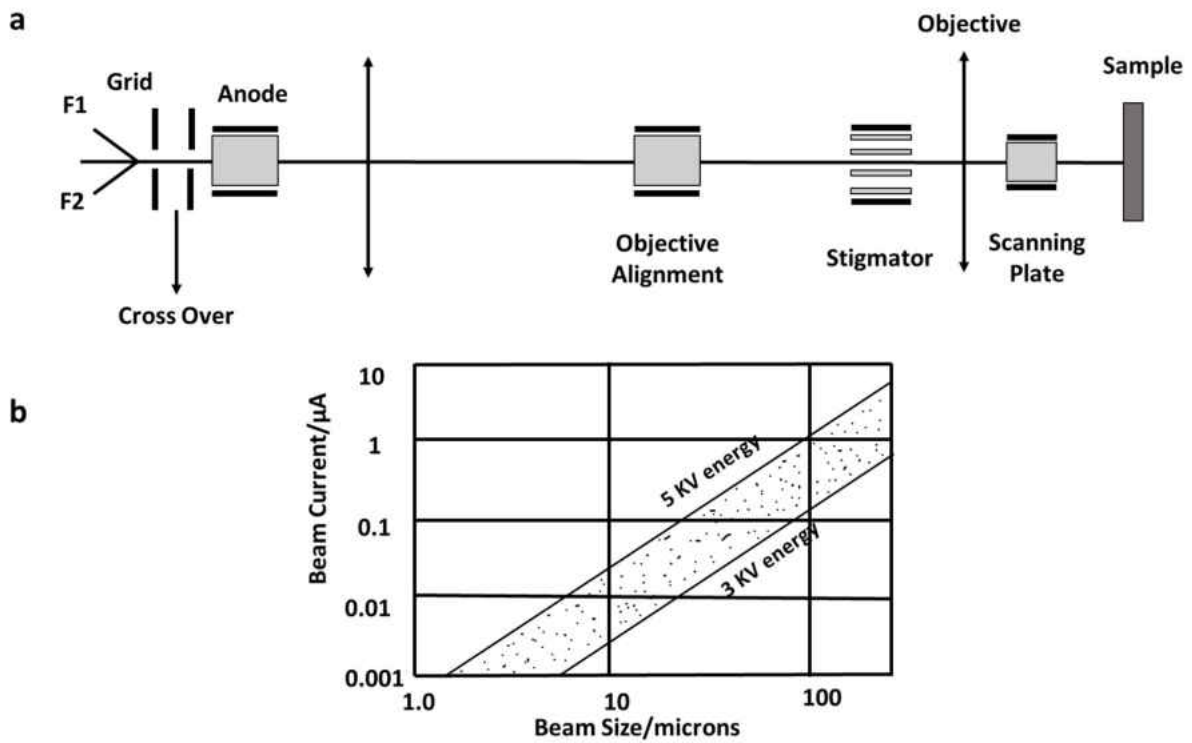 a
Objective
Sample
Grid
Anode
F1
F2
Objective
Alignment
Stigmator
Scanning
Plate
Cross Over
b
Beam Current/µA
10
1
0.1
0.01
0.001
5 KV energy
3 KV energy
1.0
10
100
Beam Size/microns